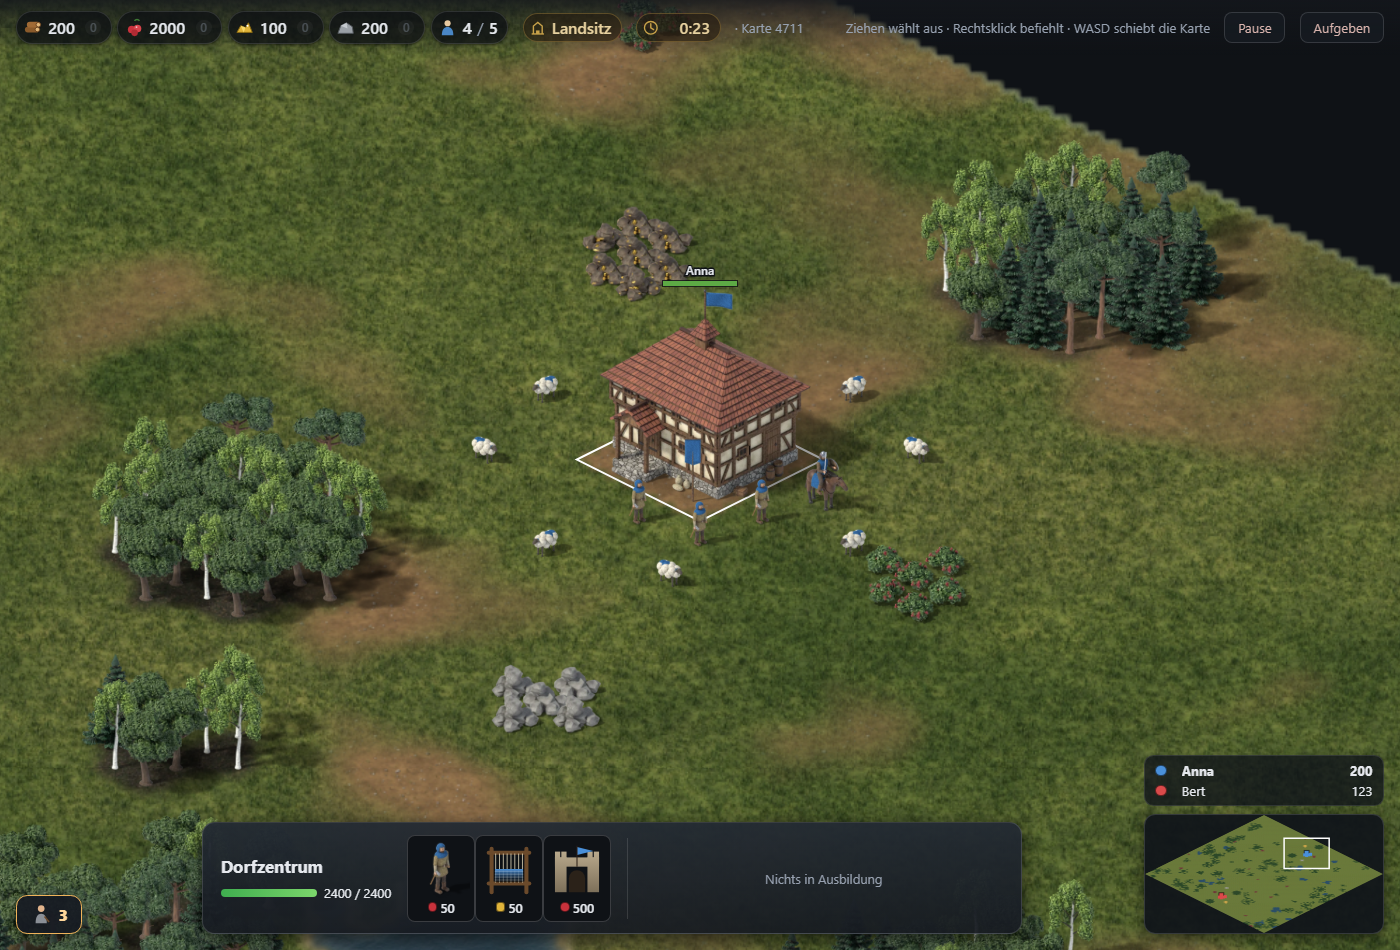 200 0 2000 0 100 0 200 0 4 / 5 Landsitz 0:23 · Karte 4711 Ziehen wählt aus · Rechtsklick befiehlt · WASD schiebt die Karte Pause Aufgeben
Anna
Anna 200
Bert 123
Dorfzentrum
2400 / 2400
50 50 500
Nichts in Ausbildung
3